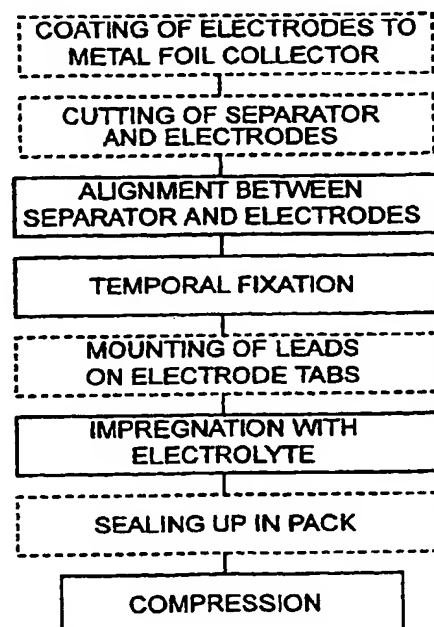 COATING OF ELECTRODES TO
METAL FOIL COLLECTOR
CUTTING OF SEPARATOR
AND ELECTRODES
ALIGNMENT BETWEEN
SEPARATOR AND ELECTRODES
TEMPORAL FIXATION
MOUNTING OF LEADS
ON ELECTRODE TABS
IMPREGNATION WITH
ELECTROLYTE
SEALING UP IN PACK
COMPRESSION